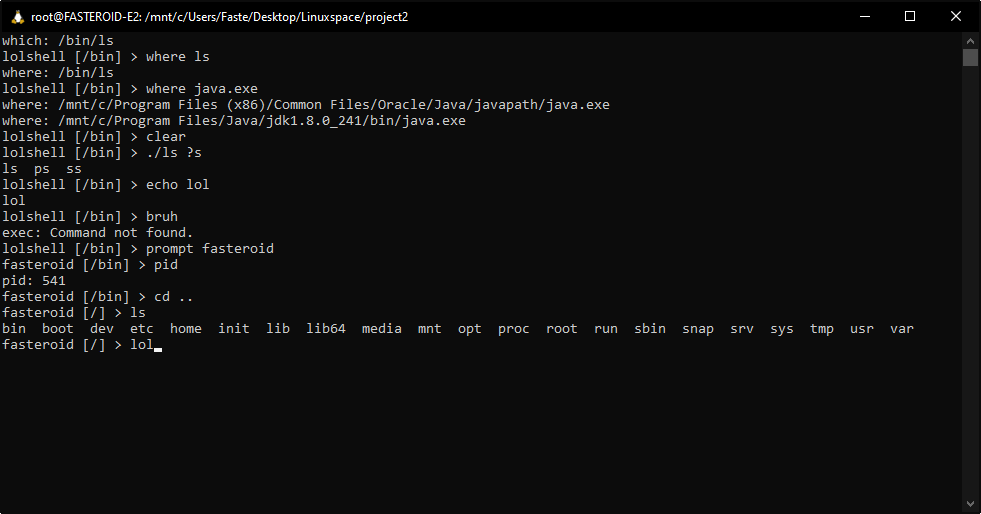 root@FASTEROID-E2: /mnt/c/Users/Faste/Desktop/Linuxspace/project2
which: /bin/ls
lolshell [/bin] > where ls
where: /bin/ls
lolshell [/bin] > where java.exe
where: /mnt/c/Program Files (x86)/Common Files/Oracle/Java/javapath/java.exe
where: /mnt/c/Program Files/Java/jdk1.8.0_241/bin/java.exe
lolshell [/bin] > clear
lolshell [/bin] > ./ls ?s
ls  ps  ss
lolshell [/bin] > echo lol
lol
lolshell [/bin] > bruh
exec: Command not found.
lolshell [/bin] > prompt fasteroid
fasteroid [/bin] > pid
pid: 541
fasteroid [/bin] > cd ..
fasteroid [/] > ls
bin  boot  dev  etc  home  init  lib  lib64  media  mnt  opt  proc  root  run  sbin  snap  srv  sys  tmp  usr  var
fasteroid [/] > lol